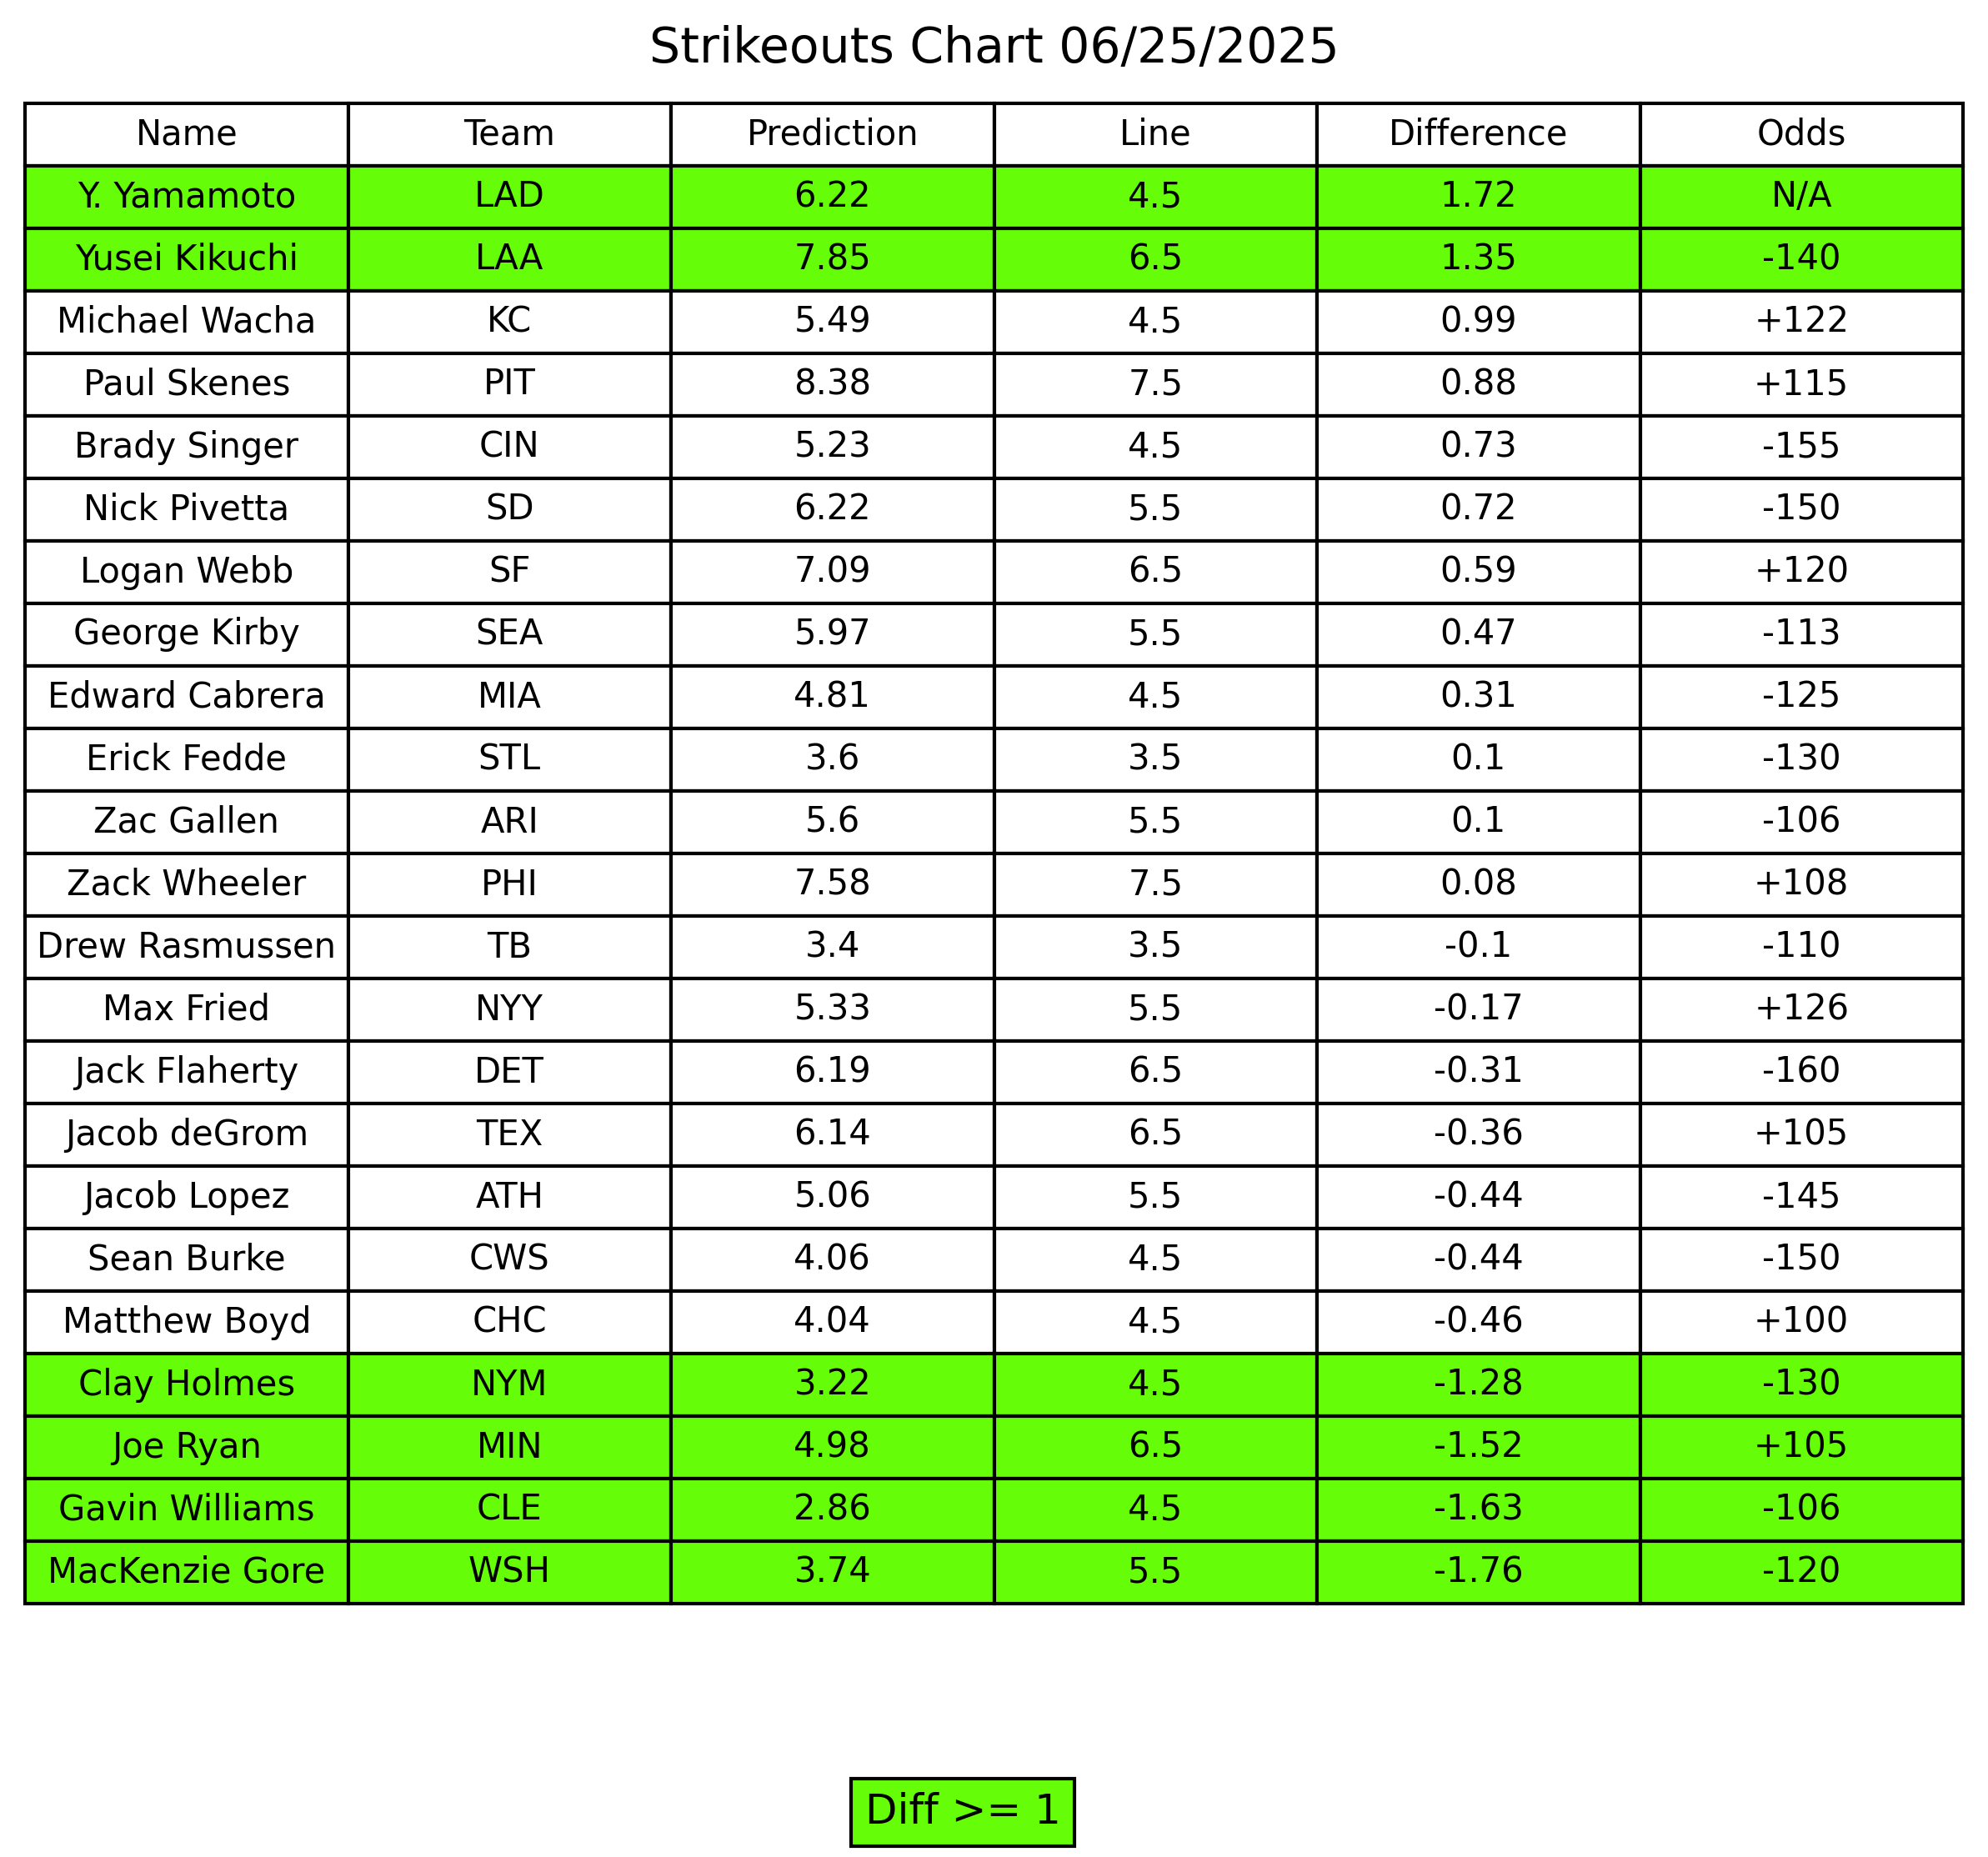 Strikeouts Chart 06/25/2025
Name Team Prediction Line Difference Odds
Y. Yamamoto LAD 6.22 4.5 1.72 N/A
Yusei Kikuchi LAA 7.85 6.5 1.35 -140
Michael Wacha KC 5.49 4.5 0.99 +122
Paul Skenes PIT 8.38 7.5 0.88 +115
Brady Singer CIN 5.23 4.5 0.73 -155
Nick Pivetta SD 6.22 5.5 0.72 -150
Logan Webb SF 7.09 6.5 0.59 +120
George Kirby SEA 5.97 5.5 0.47 -113
Edward Cabrera MIA 4.81 4.5 0.31 -125
Erick Fedde STL 3.6 3.5 0.1 -130
Zac Gallen ARI 5.6 5.5 0.1 -106
Zack Wheeler PHI 7.58 7.5 0.08 +108
Drew Rasmussen TB 3.4 3.5 -0.1 -110
Max Fried NYY 5.33 5.5 -0.17 +126
Jack Flaherty DET 6.19 6.5 -0.31 -160
Jacob deGrom TEX 6.14 6.5 -0.36 +105
Jacob Lopez ATH 5.06 5.5 -0.44 -145
Sean Burke CWS 4.06 4.5 -0.44 -150
Matthew Boyd CHC 4.04 4.5 -0.46 +100
Clay Holmes NYM 3.22 4.5 -1.28 -130
Joe Ryan MIN 4.98 6.5 -1.52 +105
Gavin Williams CLE 2.86 4.5 -1.63 -106
MacKenzie Gore WSH 3.74 5.5 -1.76 -120
Diff >= 1